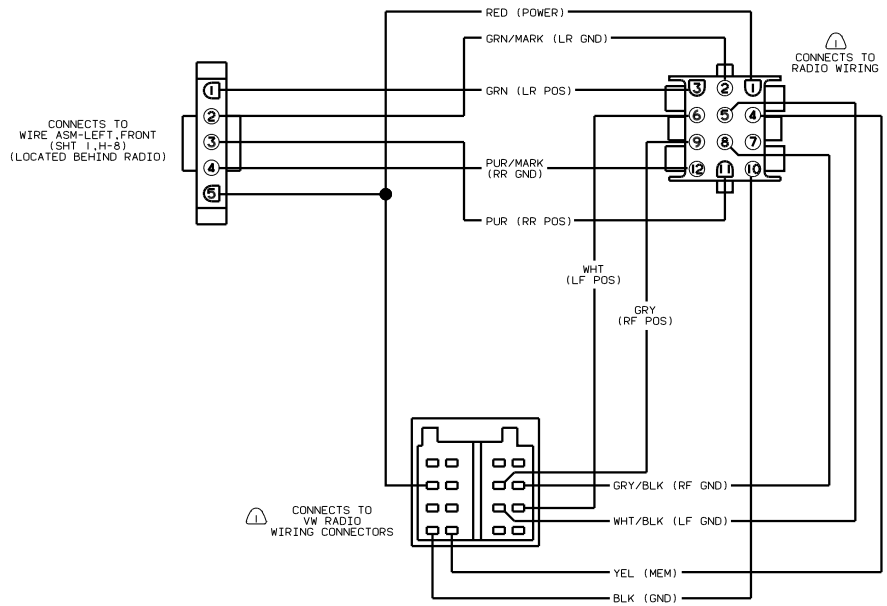 RED (POWER)
GRN/MARK (LR GND)
1
CONNECTS TO
RADIO WIRING
GRN (LR POS)
1
2
3
4
5
3 2 1
6 5 4
9 8 7
12 11 10
CONNECTS TO
WIRE ASM-LEFT,FRONT
(SHT 1,H-8)
(LOCATED BEHIND RADIO)
PUR/MARK
(RR GND)
PUR (RR POS)
WHT
(LF POS)
GRY
(RF POS)
GRY/BLK (RF GND)
1
CONNECTS TO
VW RADIO
WIRING CONNECTORS
WHT/BLK (LF GND)
YEL (MEM)
BLK (GND)